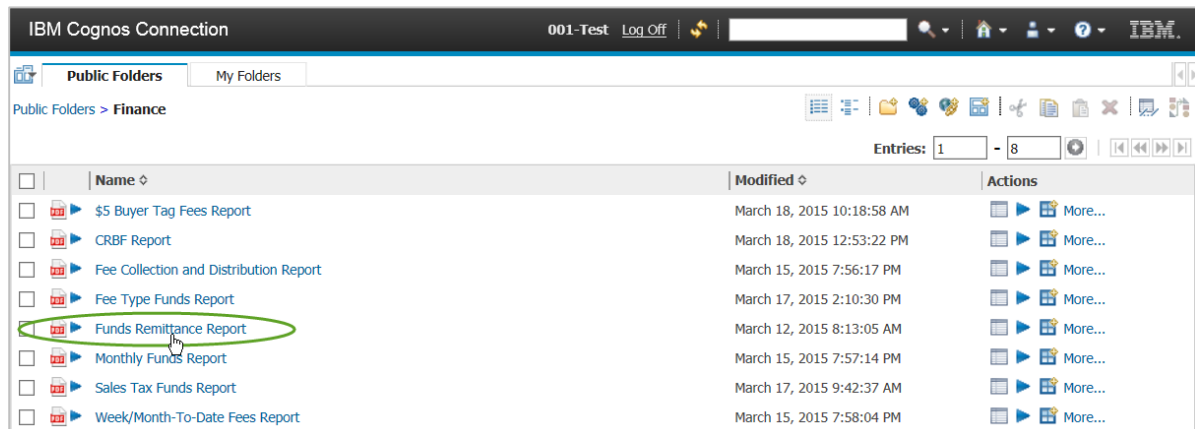 IBM Cognos Connection 001-Test Log Off IBM.
Public Folders My Folders
Public Folders > Finance
Entries: 1 - 8
Name Modified Actions
$5 Buyer Tag Fees Report March 18, 2015 10:18:58 AM More...
CRBF Report March 18, 2015 12:53:22 PM More...
Fee Collection and Distribution Report March 15, 2015 7:56:17 PM More...
Fee Type Funds Report March 17, 2015 2:10:30 PM More...
Funds Remittance Report March 12, 2015 8:13:05 AM More...
Monthly Funds Report March 15, 2015 7:57:14 PM More...
Sales Tax Funds Report March 17, 2015 9:42:37 AM More...
Week/Month-To-Date Fees Report March 15, 2015 7:58:04 PM More...